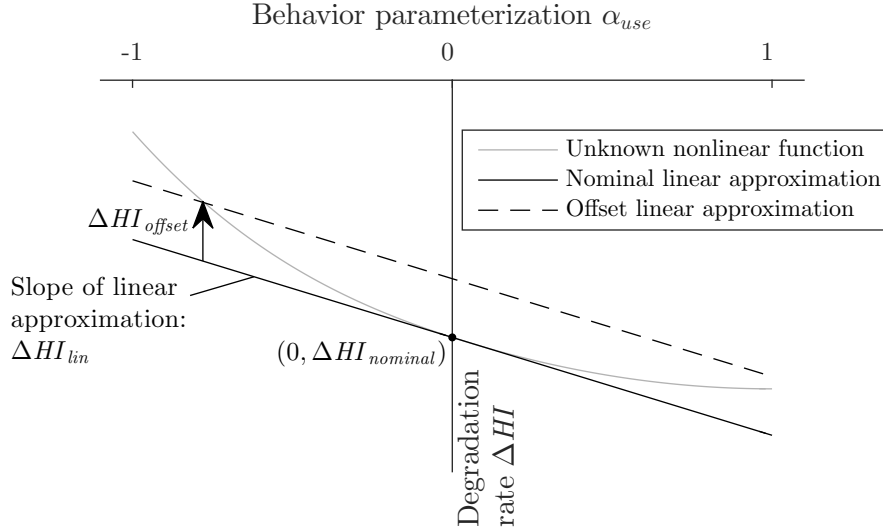 Behavior parameterization α_use
-1 0 1
Unknown nonlinear function
Nominal linear approximation
Offset linear approximation
ΔHI_offset
Slope of linear
approximation:
ΔHI_lin
(0, ΔHI_nominal)
Degradation
rate ΔHI